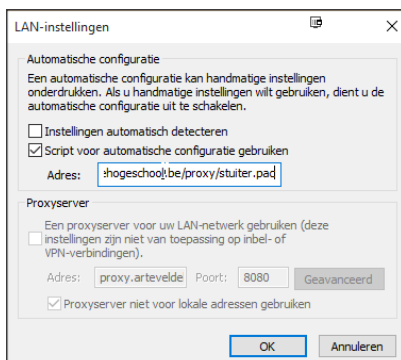 LAN-instellingen
Automatische configuratie
Een automatische configuratie kan handmatige instellingen
onderdrukken. Als u handmatige instellingen wilt gebruiken, dient u de
automatische configuratie uit te schakelen.
Instellingen automatisch detecteren
Script voor automatische configuratie gebruiken
Adres: :hogeschool.be/proxy/stuiter.pac
Proxyserver
Een proxyserver voor uw LAN-netwerk gebruiken (deze
instellingen zijn niet van toepassing op inbel- of
VPN-verbindingen).
Adres: proxy.artevelde Poort: 8080 Geavanceerd
Proxyserver niet voor lokale adressen gebruiken
OK Annuleren